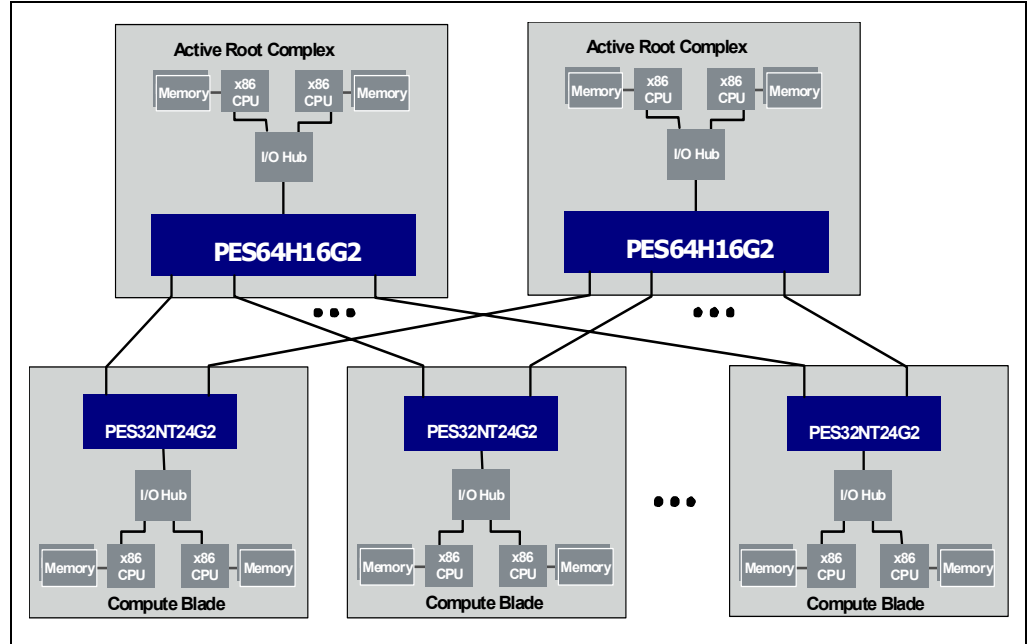 Active Root Complex
Memory
x86
CPU
x86
CPU
Memory
I/O Hub
PES64H16G2
Active Root Complex
Memory
x86
CPU
x86
CPU
Memory
I/O Hub
PES64H16G2
PES32NT24G2
I/O Hub
Memory
x86
CPU
x86
CPU
Memory
Compute Blade
PES32NT24G2
I/O Hub
Memory
x86
CPU
x86
CPU
Memory
Compute Blade
PES32NT24G2
I/O Hub
Memory
x86
CPU
x86
CPU
Memory
Compute Blade